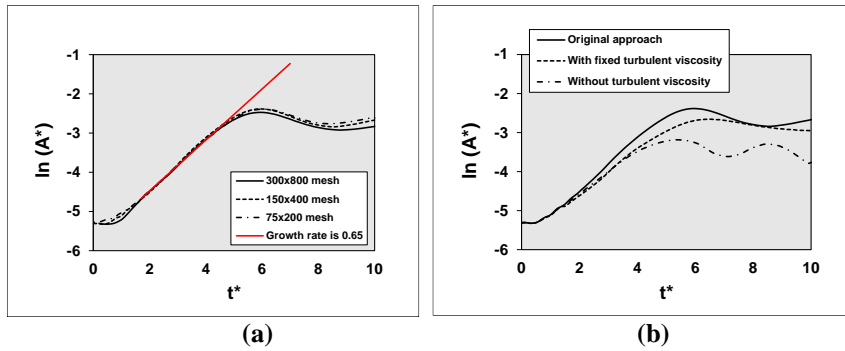 -1
-2
-3
-4
-5
-6
0 2 4 6 8 10
ln (A*)
t*
300x800 mesh
150x400 mesh
75x200 mesh
Growth rate is 0.65
(a)
Original approach
With fixed turbulent viscosity
Without turbulent viscosity
-1
-2
-3
-4
-5
-6
0 2 4 6 8 10
ln (A*)
t*
(b)